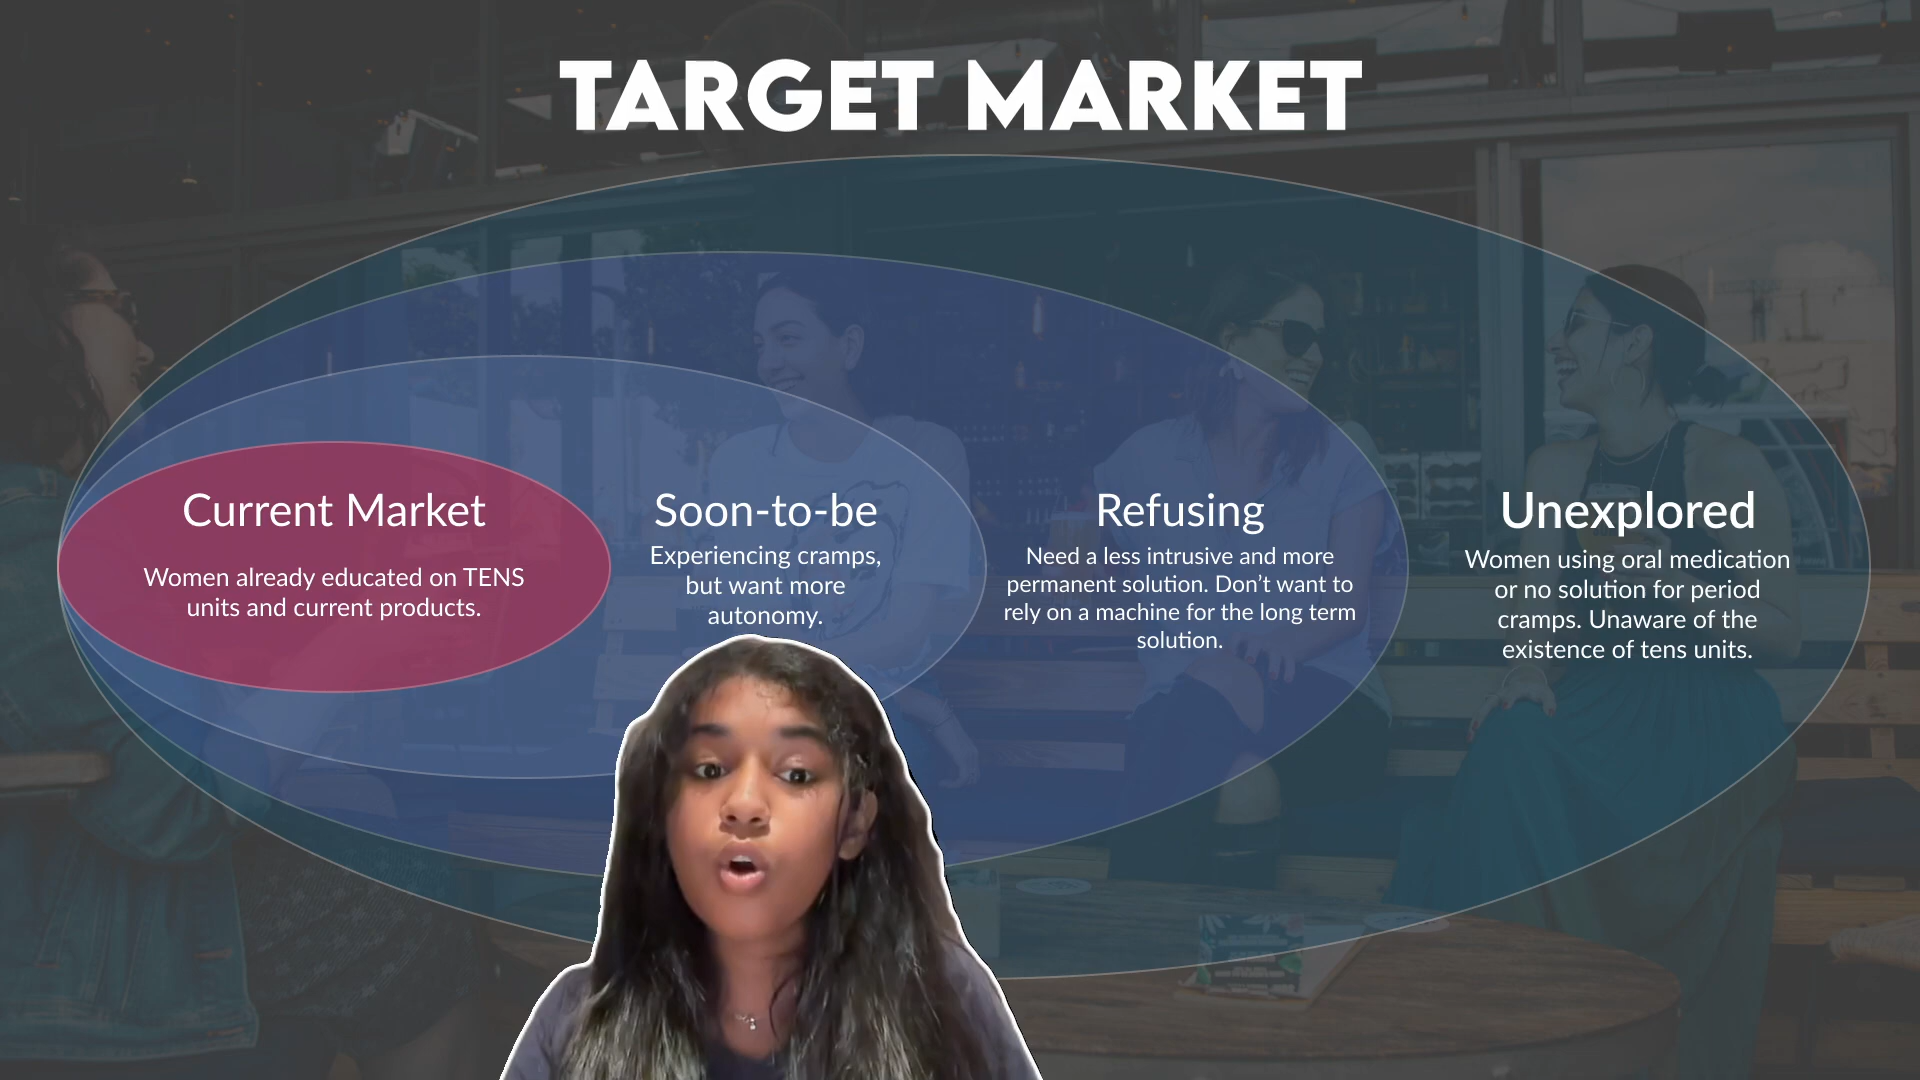 TARGET MARKET
Current Market
Women already educated on TENS
units and current products.
Soon-to-be
Experiencing cramps,
but want more
autonomy.
Refusing
Need a less intrusive and more
permanent solution. Don’t want to
rely on a machine for the long term
solution.
Unexplored
Women using oral medication
or no solution for period
cramps. Unaware of the
existence of tens units.